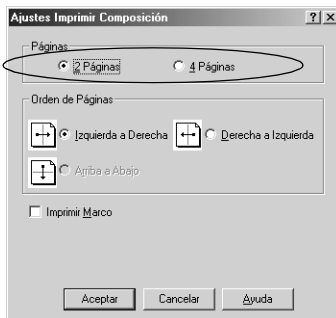 Ajustes Imprimir Composición
Páginas
2 Páginas 4 Páginas
Orden de Páginas
Izquierda a Derecha Derecha a Izquierda
Arriba a Abajo
Imprimir Marco
Aceptar Cancelar Ayuda